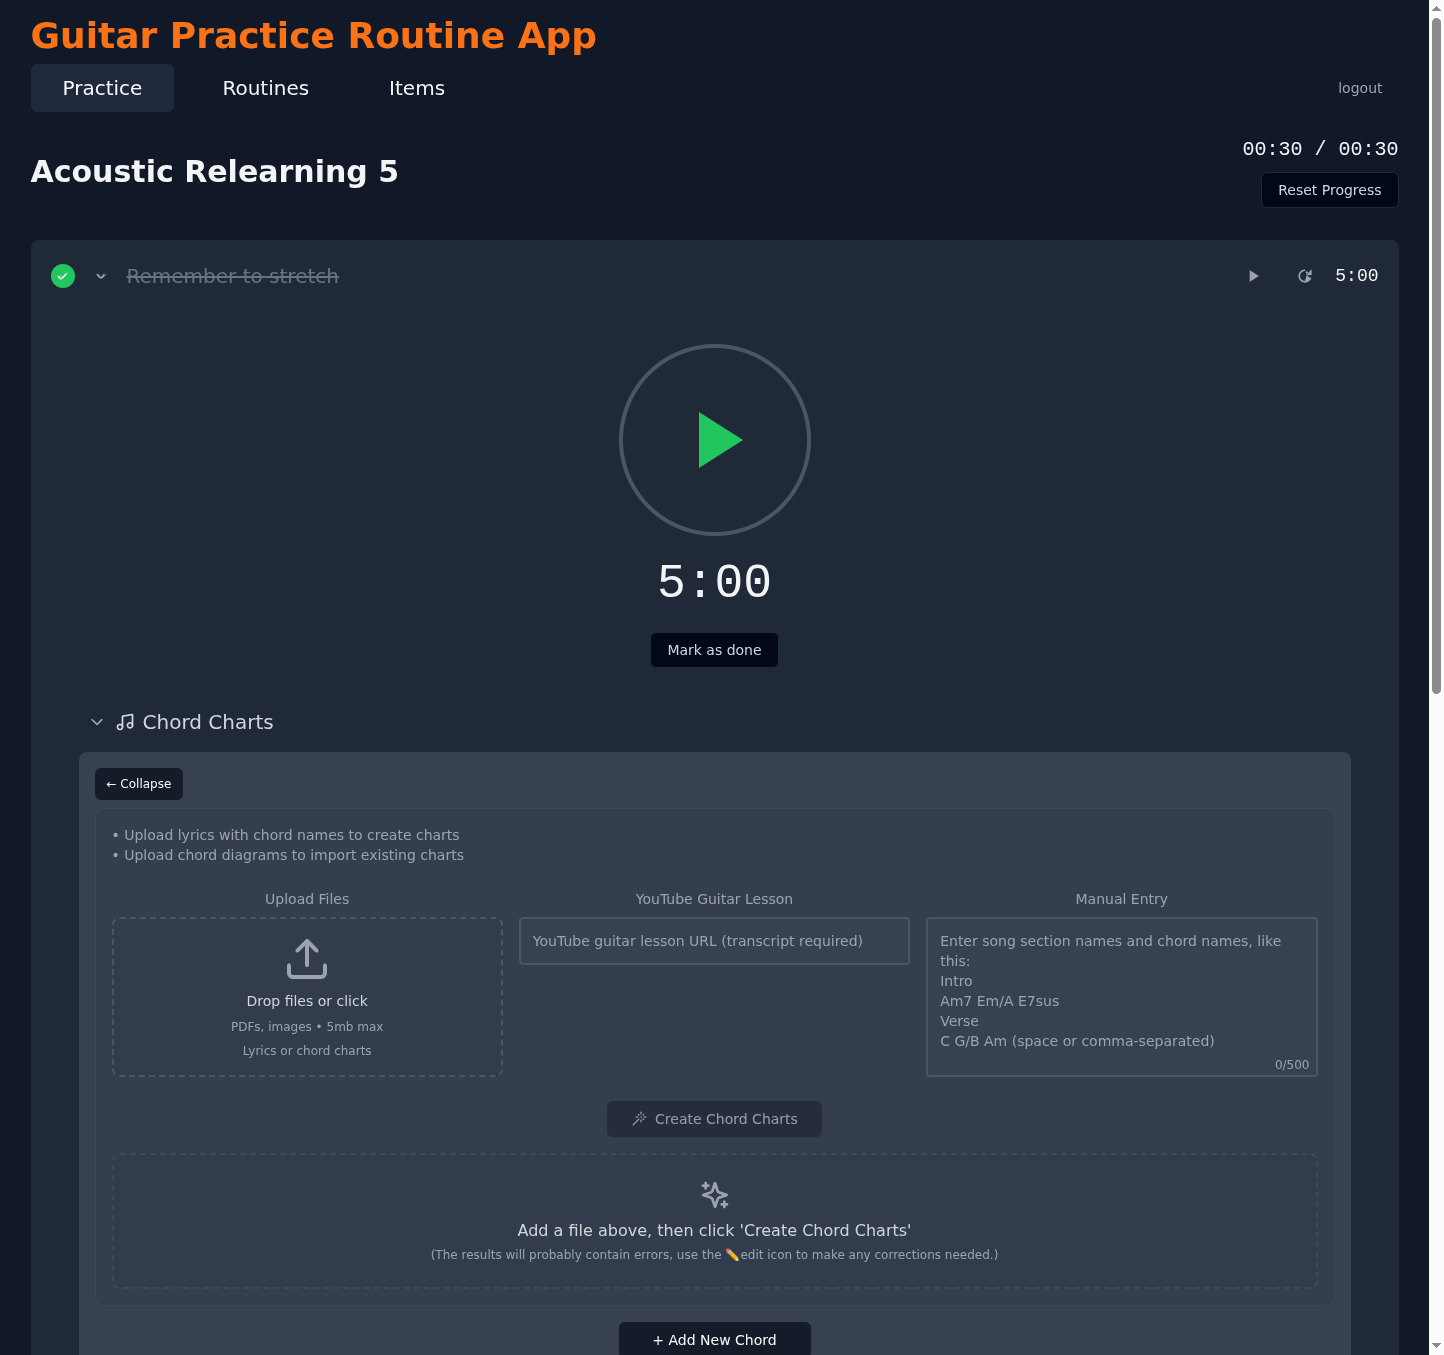 Guitar Practice Routine App
Practice
Routines
Items
logout
Acoustic Relearning 5
00:30 / 00:30
Reset Progress
Remember to stretch
5:00
5:00
Mark as done
Chord Charts
← Collapse
• Upload lyrics with chord names to create charts
• Upload chord diagrams to import existing charts
Upload Files
Drop files or click
PDFs, images • 5mb max
Lyrics or chord charts
YouTube Guitar Lesson
YouTube guitar lesson URL (transcript required)
Manual Entry
Enter song section names and chord names, like
this:
Intro
Am7 Em/A E7sus
Verse
C G/B Am (space or comma-separated)
0/500
Create Chord Charts
Add a file above, then click 'Create Chord Charts'
(The results will probably contain errors, use the ✏️edit icon to make any corrections needed.)
+ Add New Chord